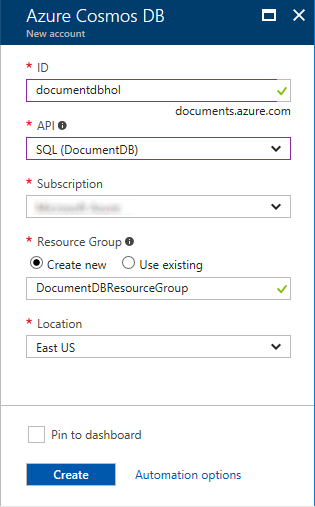 Azure Cosmos DB
New account
* ID
documentdbhol
documents.azure.com
* API
SQL (DocumentDB)
* Subscription
* Resource Group
Create new Use existing
DocumentDBResourceGroup
* Location
East US
Pin to dashboard
Create Automation options